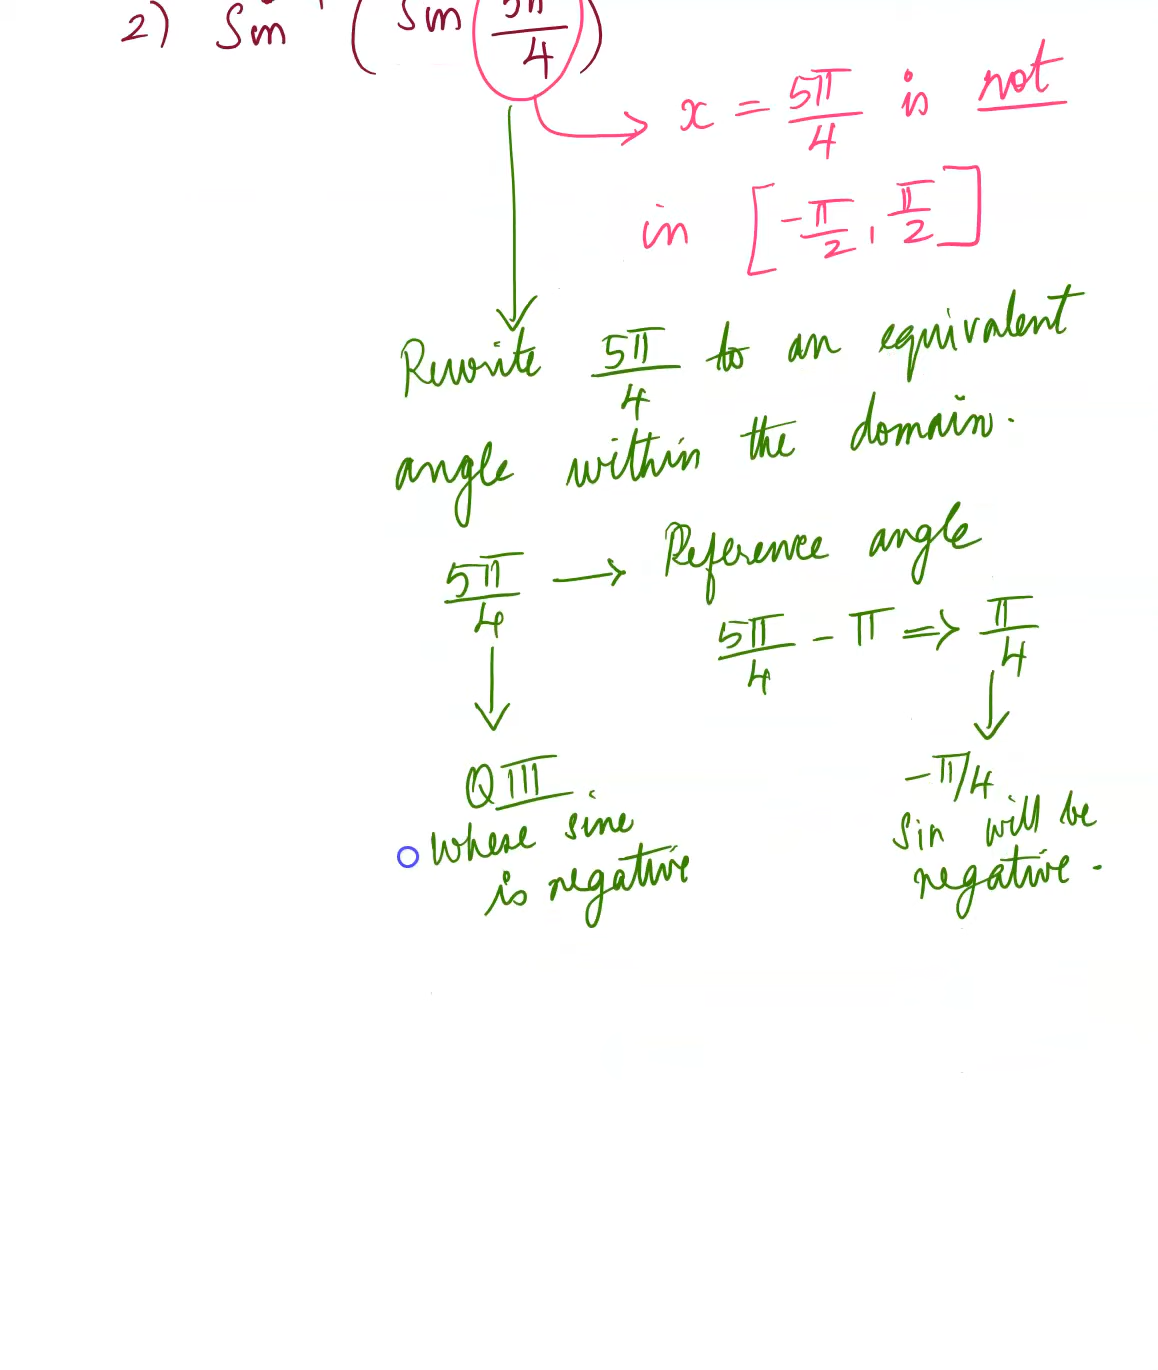 2) Sin⁻¹ ( Sin 5π/4 )
x = 5π/4 is not
in [-π/2, π/2]
Rewrite 5π/4 to an equivalent
angle within the domain.
5π/4 → Reference angle
5π/4 - π ⇒ π/4
QIII
-π/4
where sine
is negative
Sin will be
negative.